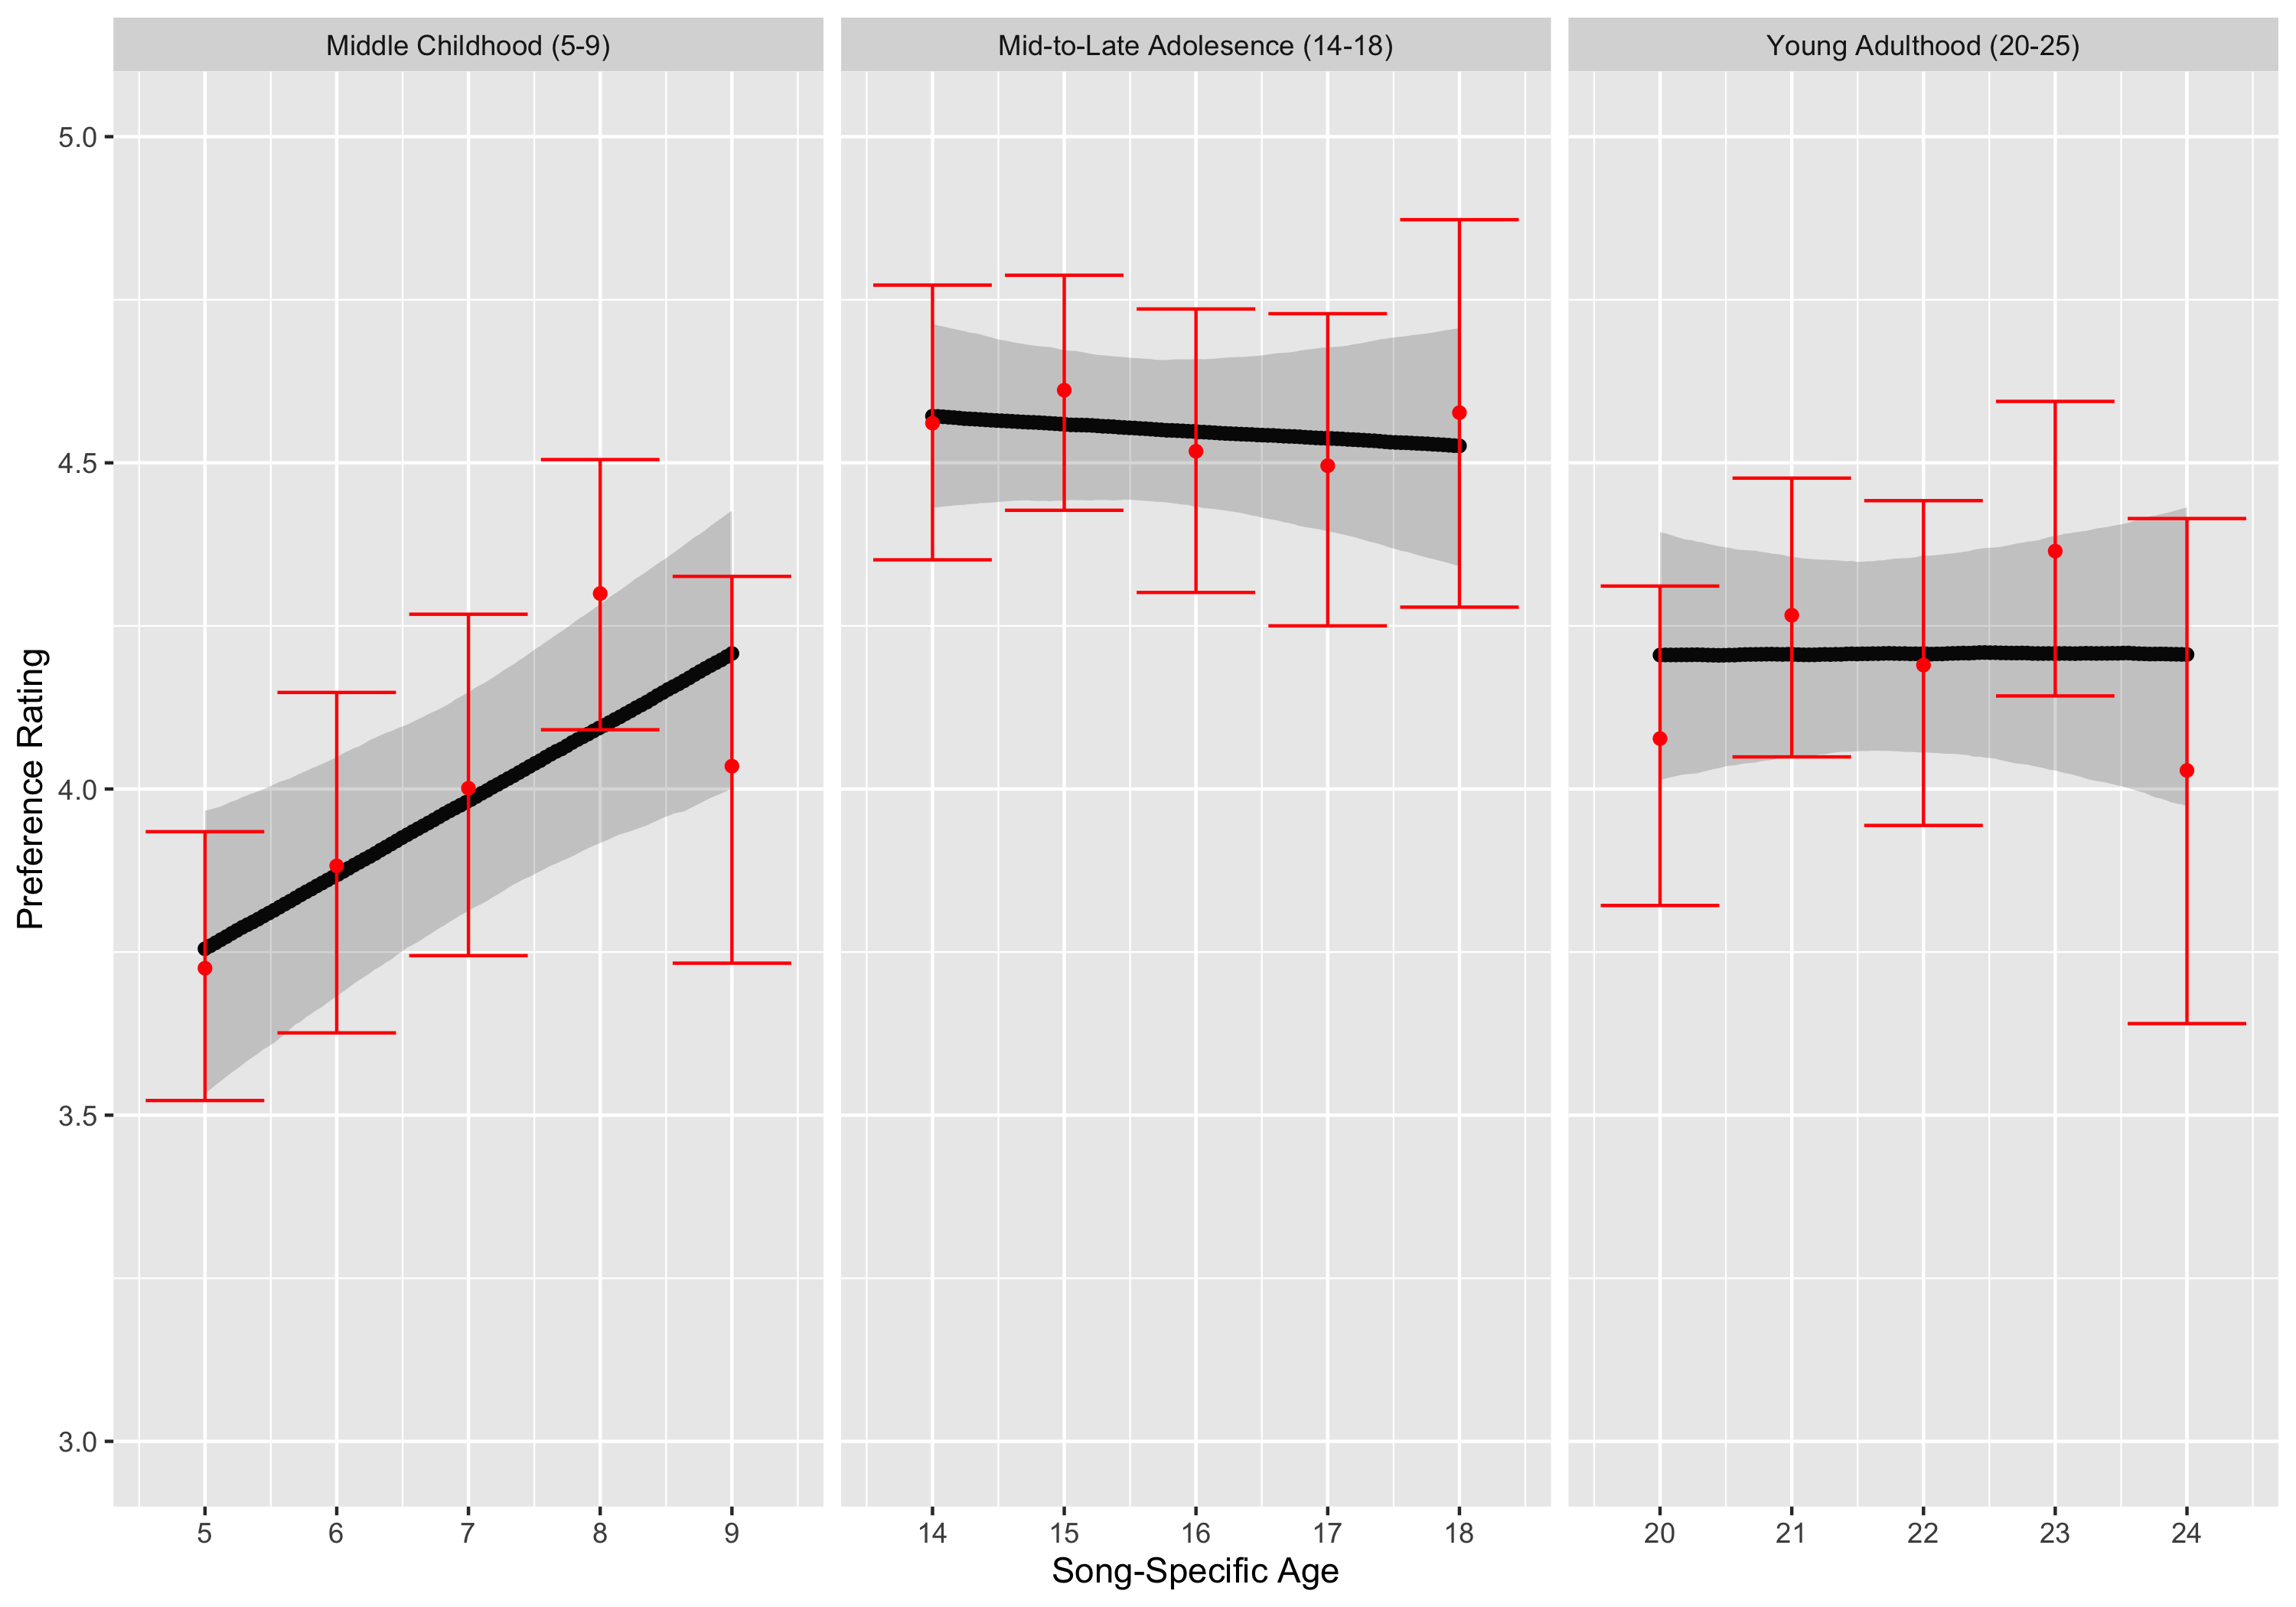 Middle Childhood (5-9)
Mid-to-Late Adolesence (14-18)
Young Adulthood (20-25)
Preference Rating
5.0
4.5
4.0
3.5
3.0
5 6 7 8 9
14 15 16 17 18
20 21 22 23 24
Song-Specific Age